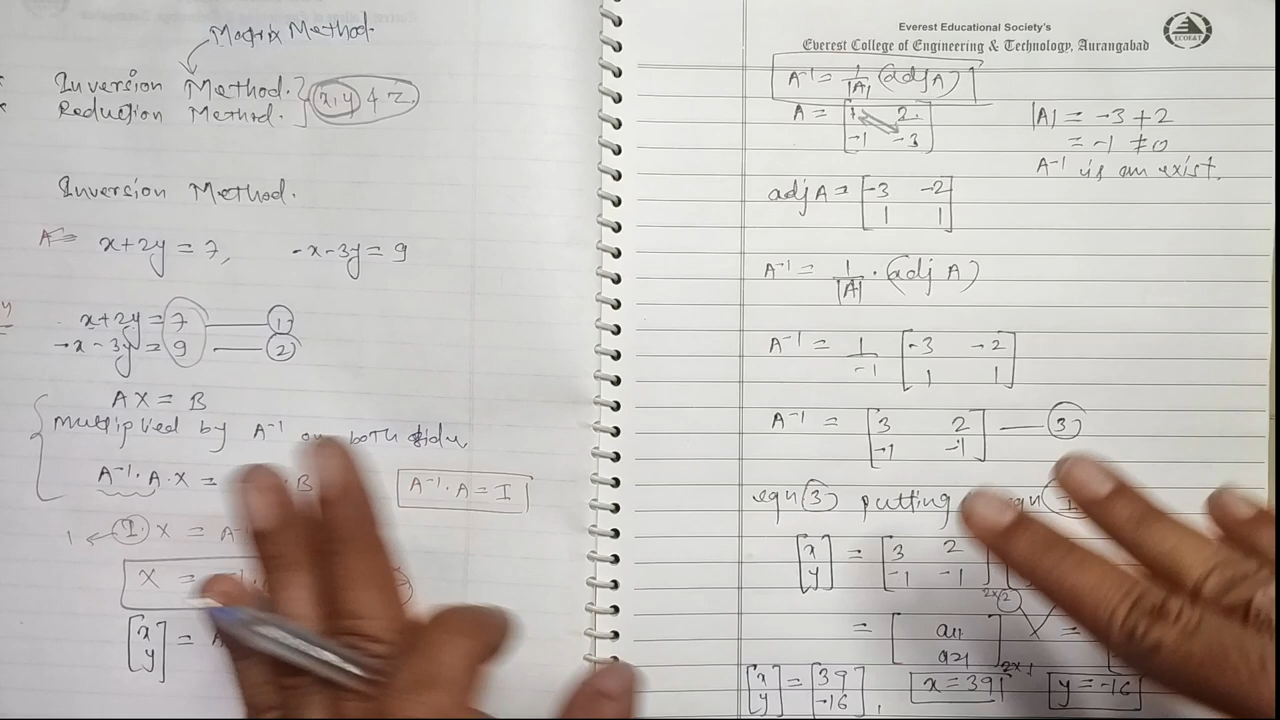 Matrix Method.
Inversion Method.
Reduction Method. } x, y & z.
Inversion Method.
A⇒ x+2y = 7, -x-3y = 9
x+2y = 7 —— 1
-x-3y = 9 —— 2
AX = B
Multiplied by A⁻¹ on both side
A⁻¹·A·X = · B A⁻¹·A = I
1 ← I. X = A⁻¹
X =
[x y] =
Everest Educational Society's
Everest College of Engineering & Technology, Aurangabad
ECOE&T
A⁻¹ = 1/|A| (adj A)
A = [1 2. -1 -3] |A| = -3+2
= -1 ≠0
A⁻¹ is an exist.
adj A = [-3 -2 1 1]
A⁻¹ = 1/|A| · (adj A)
A⁻¹ = 1/-1 [-3 -2 1 1]
A⁻¹ = [3 2 -1 -1] —— 3
eqn (3) putting eqn I
[x y] = [3 2 -1 -1] 2x2
= [a11 a21] 2x1 =
[x y] = [39 -16], x = 39 y = -16